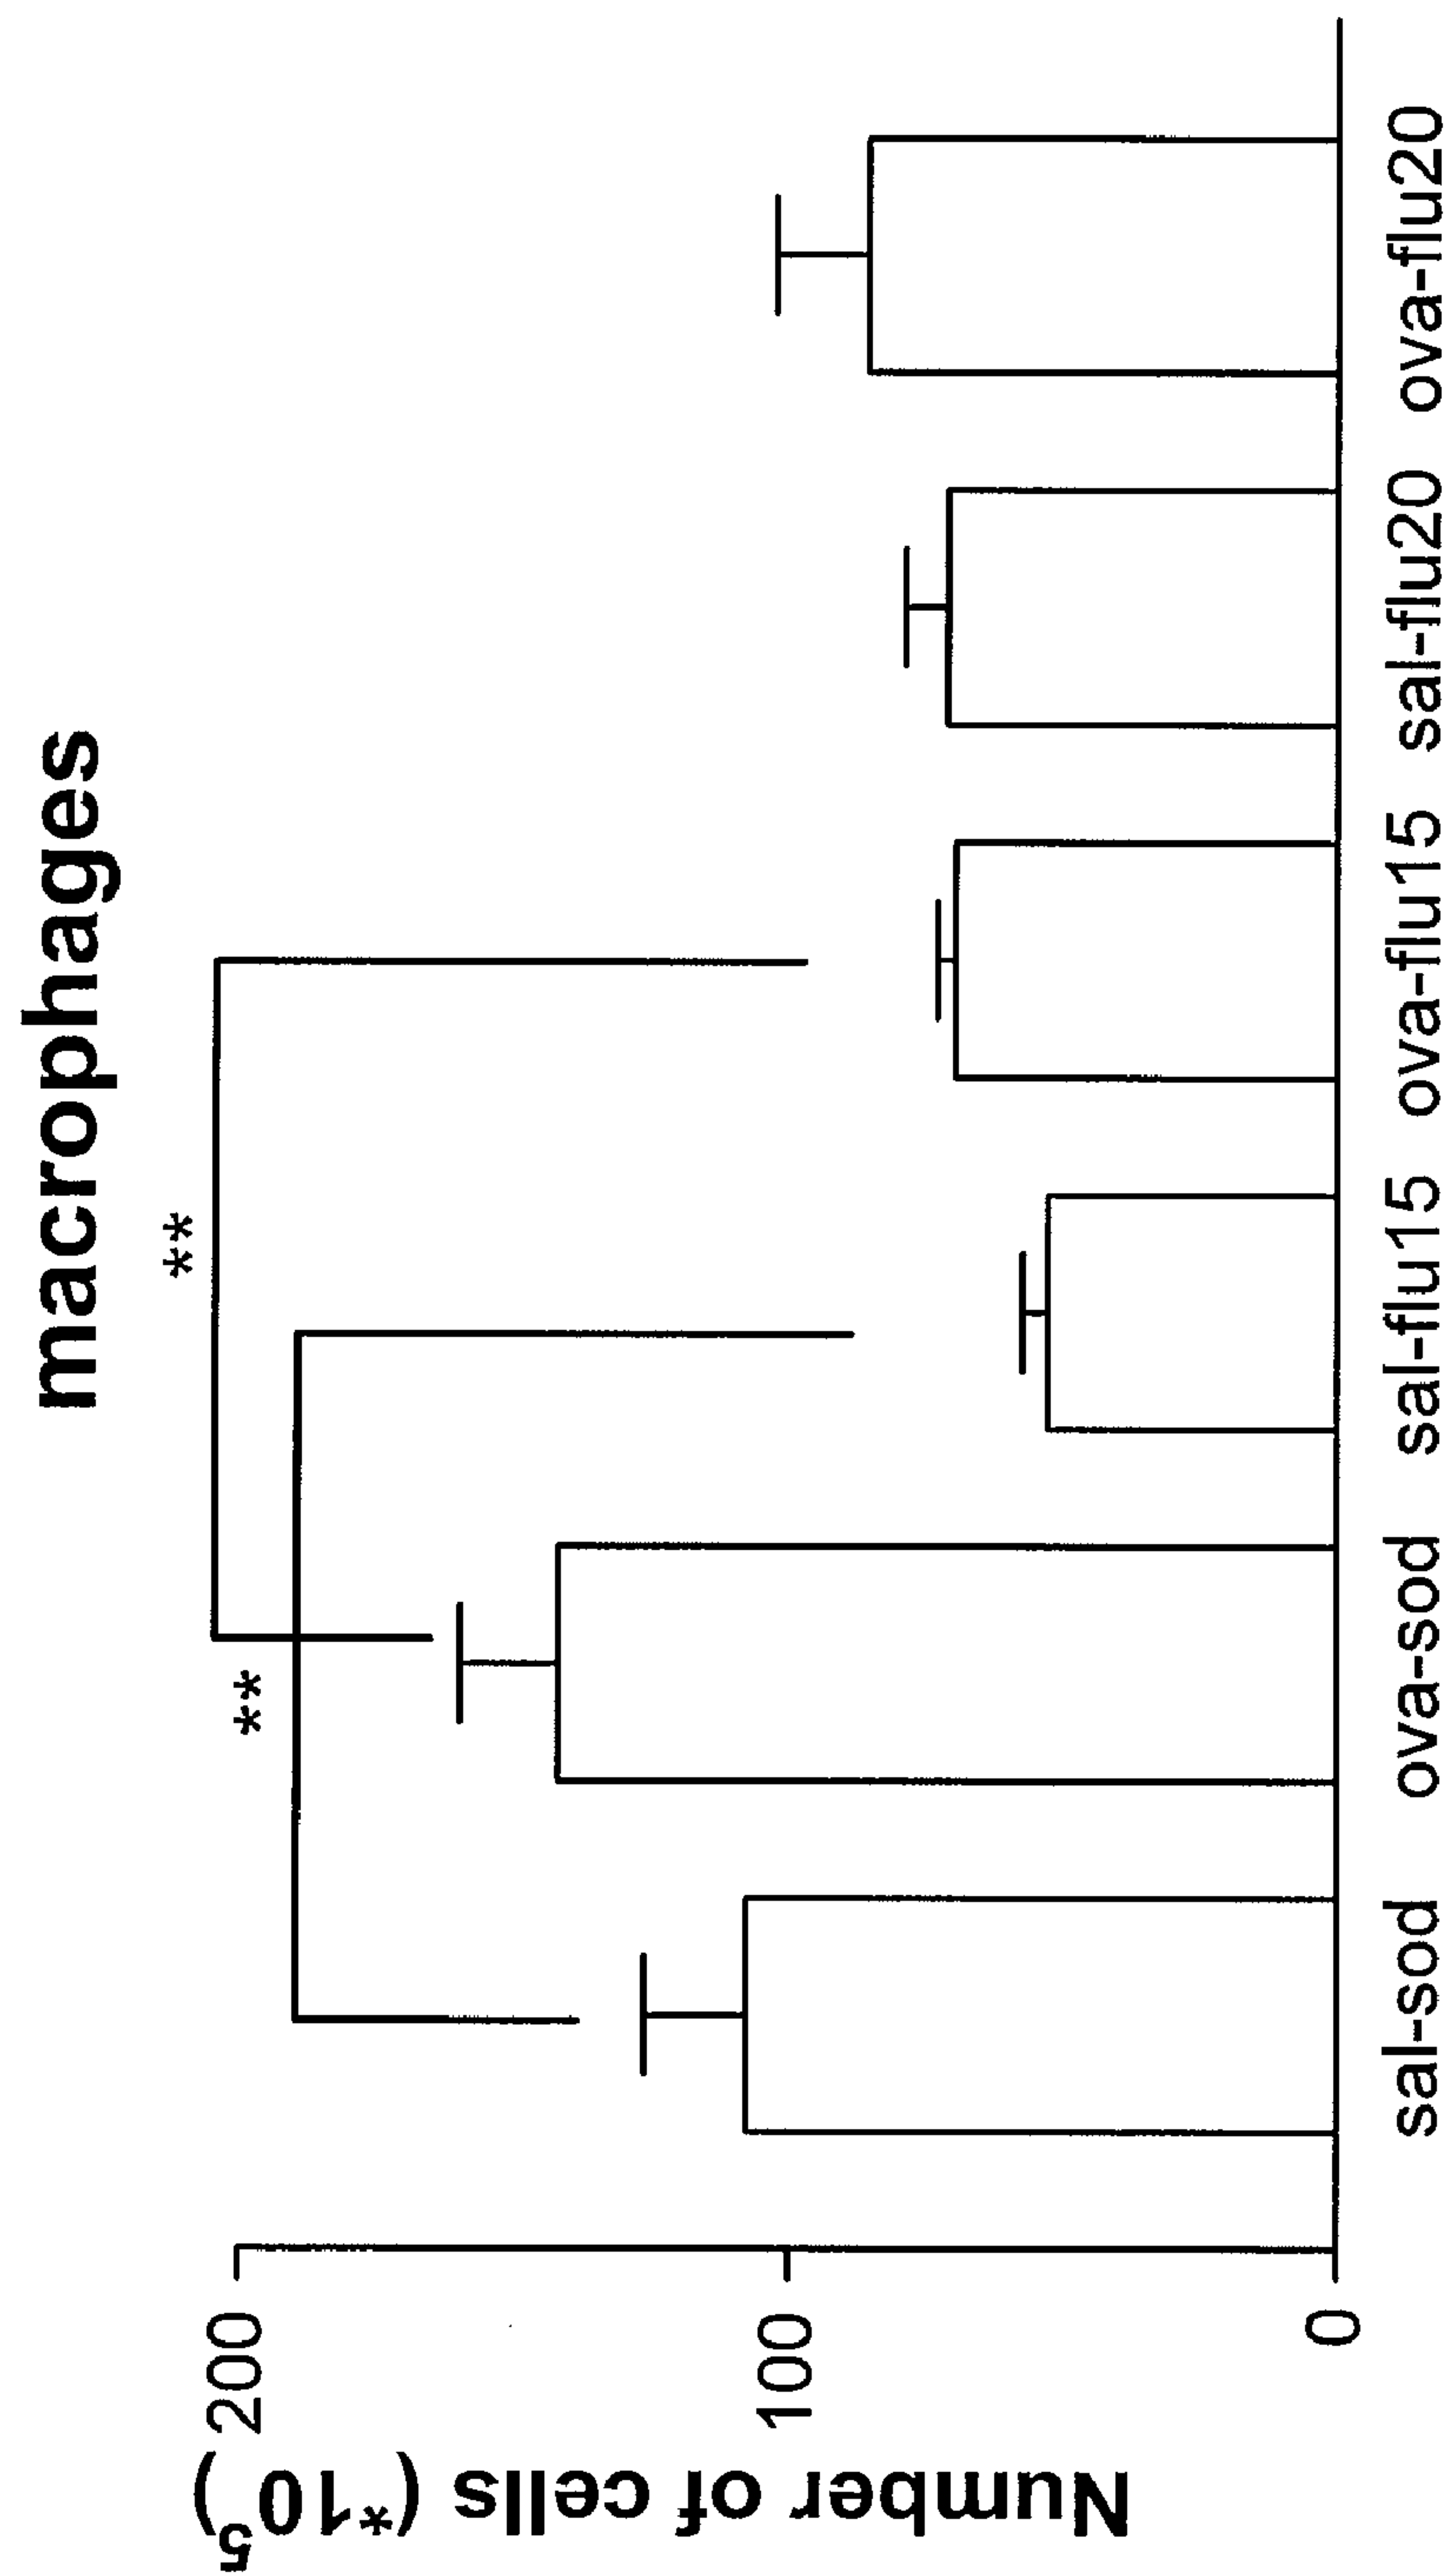 macrophages
**
**
200
100
0
Number of cells (*10⁵)
sal-sod ova-sod sal-flu15 ova-flu15 sal-flu20 ova-flu20